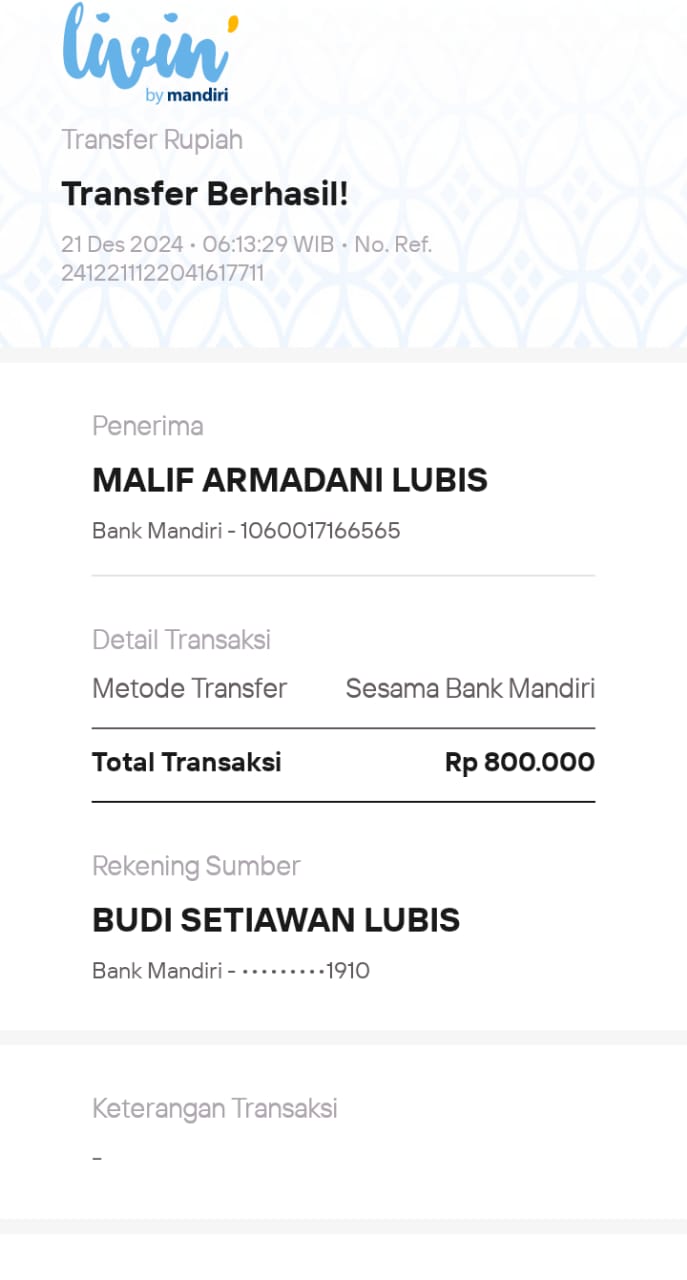 livin'
by mandiri
Transfer Rupiah
Transfer Berhasil!
21 Des 2024 • 06:13:29 WIB • No. Ref.
2412211122041617711
Penerima
MALIF ARMADANI LUBIS
Bank Mandiri - 1060017166565
Detail Transaksi
Metode Transfer Sesama Bank Mandiri
Total Transaksi Rp 800.000
Rekening Sumber
BUDI SETIAWAN LUBIS
Bank Mandiri - •••••••••1910
Keterangan Transaksi
-